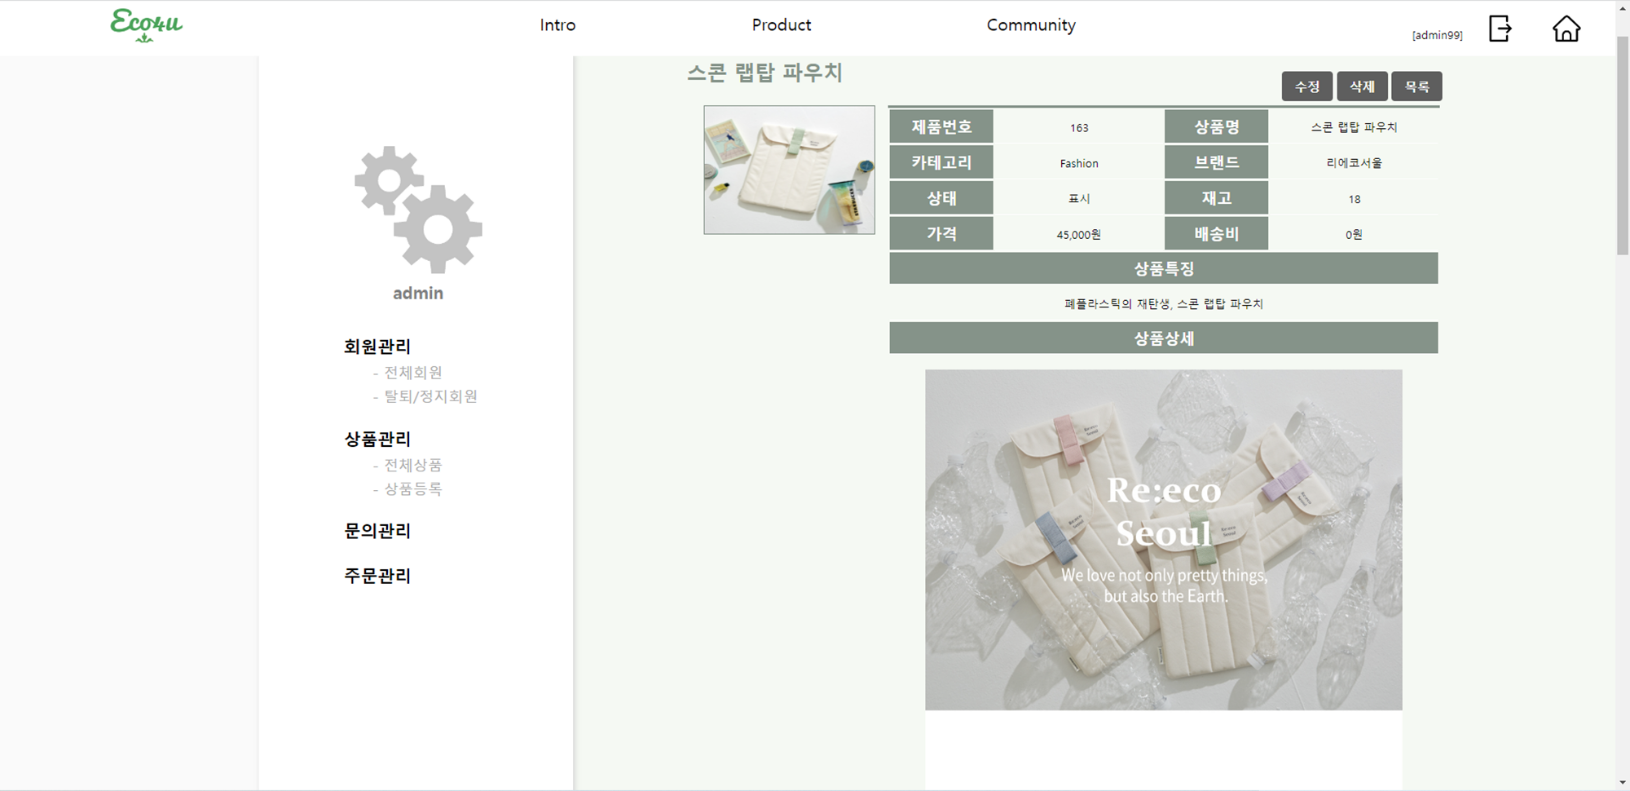 Eco4u
Intro
Product
Community
[admin99]
admin
회원관리
- 전체회원
- 탈퇴/정지회원
상품관리
- 전체상품
- 상품등록
문의관리
주문관리
스콘 랩탑 파우치
수정 삭제 목록
제품번호 163 상품명 스콘 랩탑 파우치
카테고리 Fashion 브랜드 리에코서울
상태 표시 재고 18
가격 45,000원 배송비 0원
상품특징
페플라스틱의 재탄생, 스콘 랩탑 파우치
상품상세
Re:eco
Seoul
We love not only pretty things,
but also the Earth.